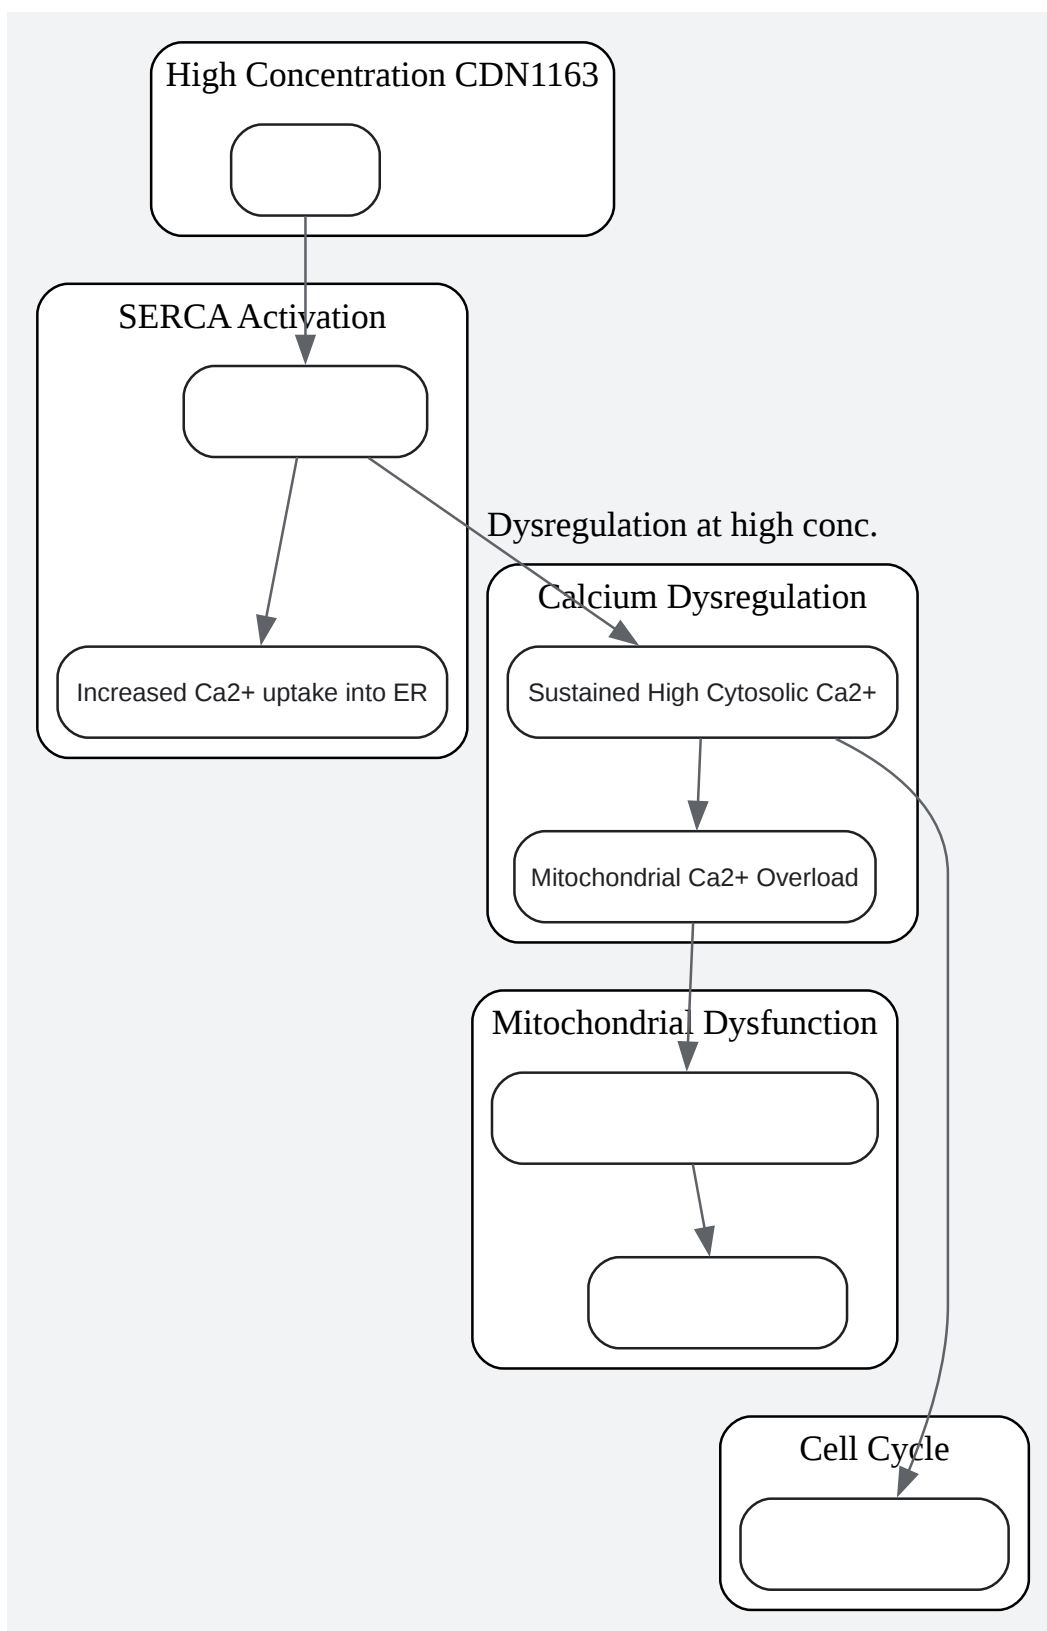 High Concentration CDN1163
SERCA Activation
Dysregulation at high conc.
Calcium Dysregulation
Increased Ca2+ uptake into ER
Sustained High Cytosolic Ca2+
Mitochondrial Ca2+ Overload
Mitochondrial Dysfunction
Cell Cycle